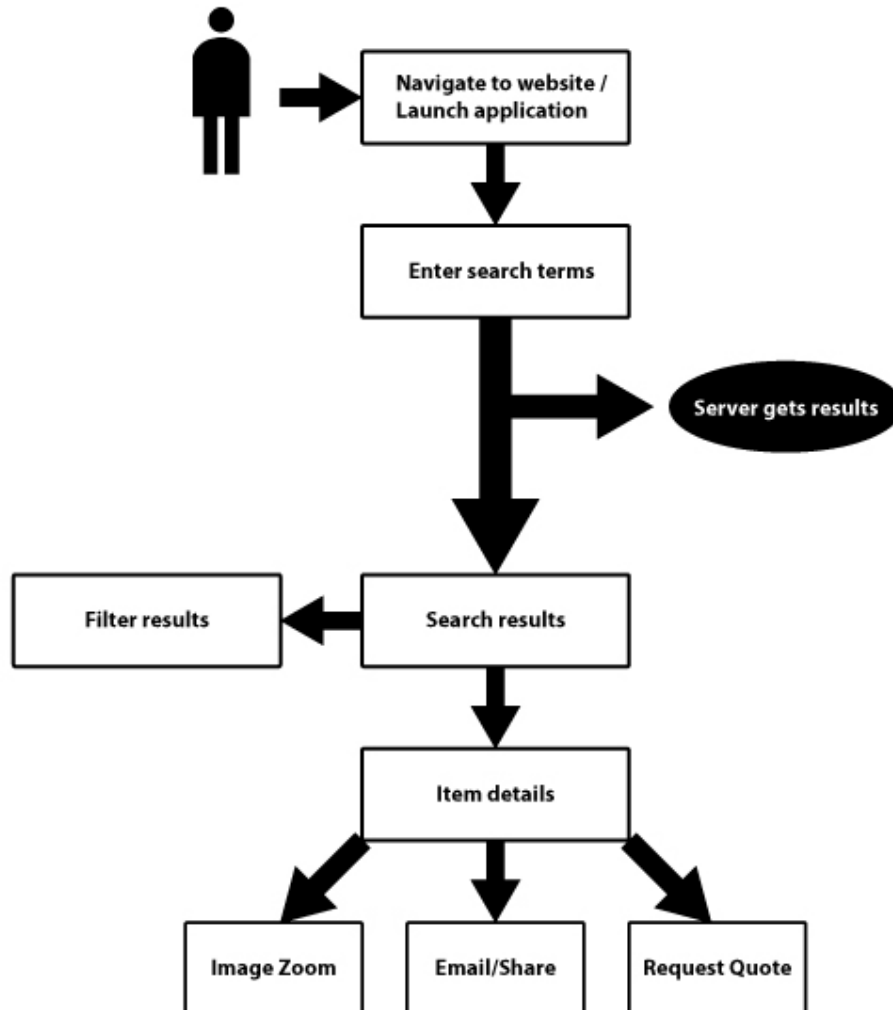 Navigate to website /
Launch application
Enter search terms
Server gets results
Filter results
Search results
Item details
Image Zoom
Email/Share
Request Quote